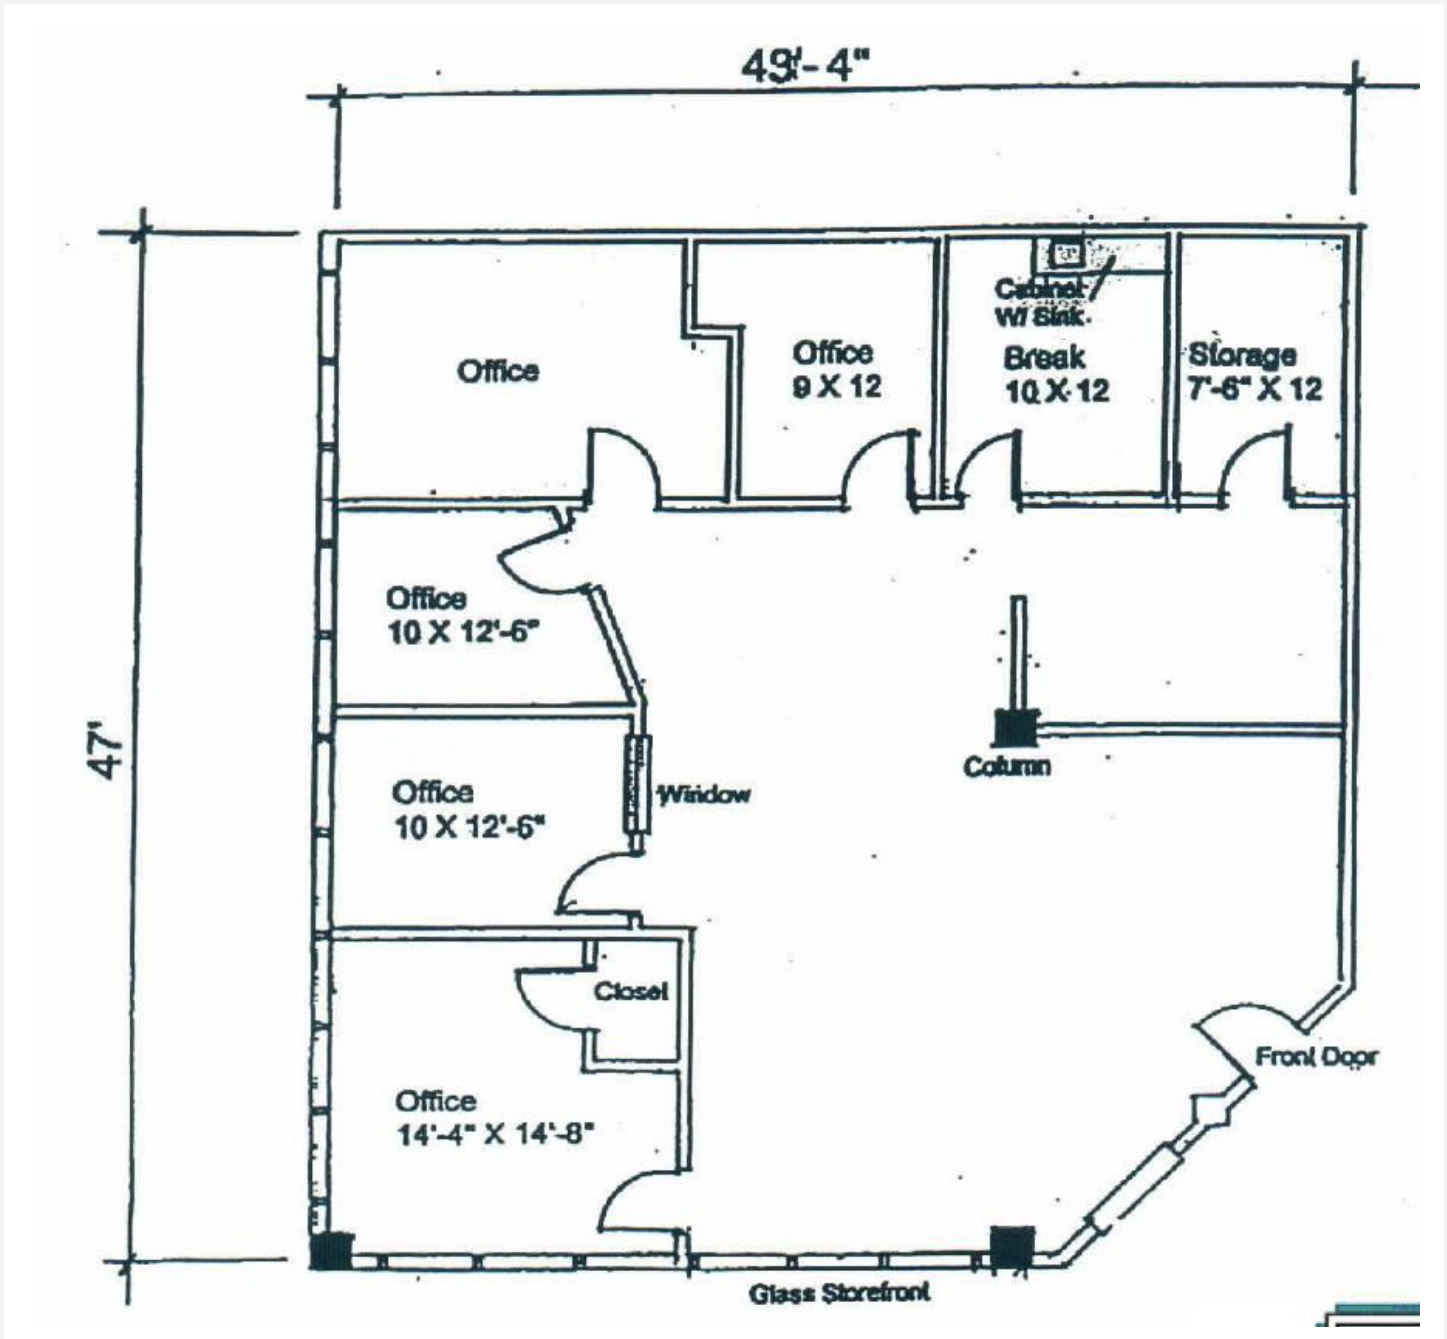 49'-4"
47'
Office
Office
9 X 12
Cabinet
W/ Sink
Break
10 X 12
Storage
7'-6" X 12
Office
10 X 12'-6"
Office
10 X 12'-6"
Window
Column
Closet
Front Door
Office
14'-4" X 14'-8"
Glass Storefront